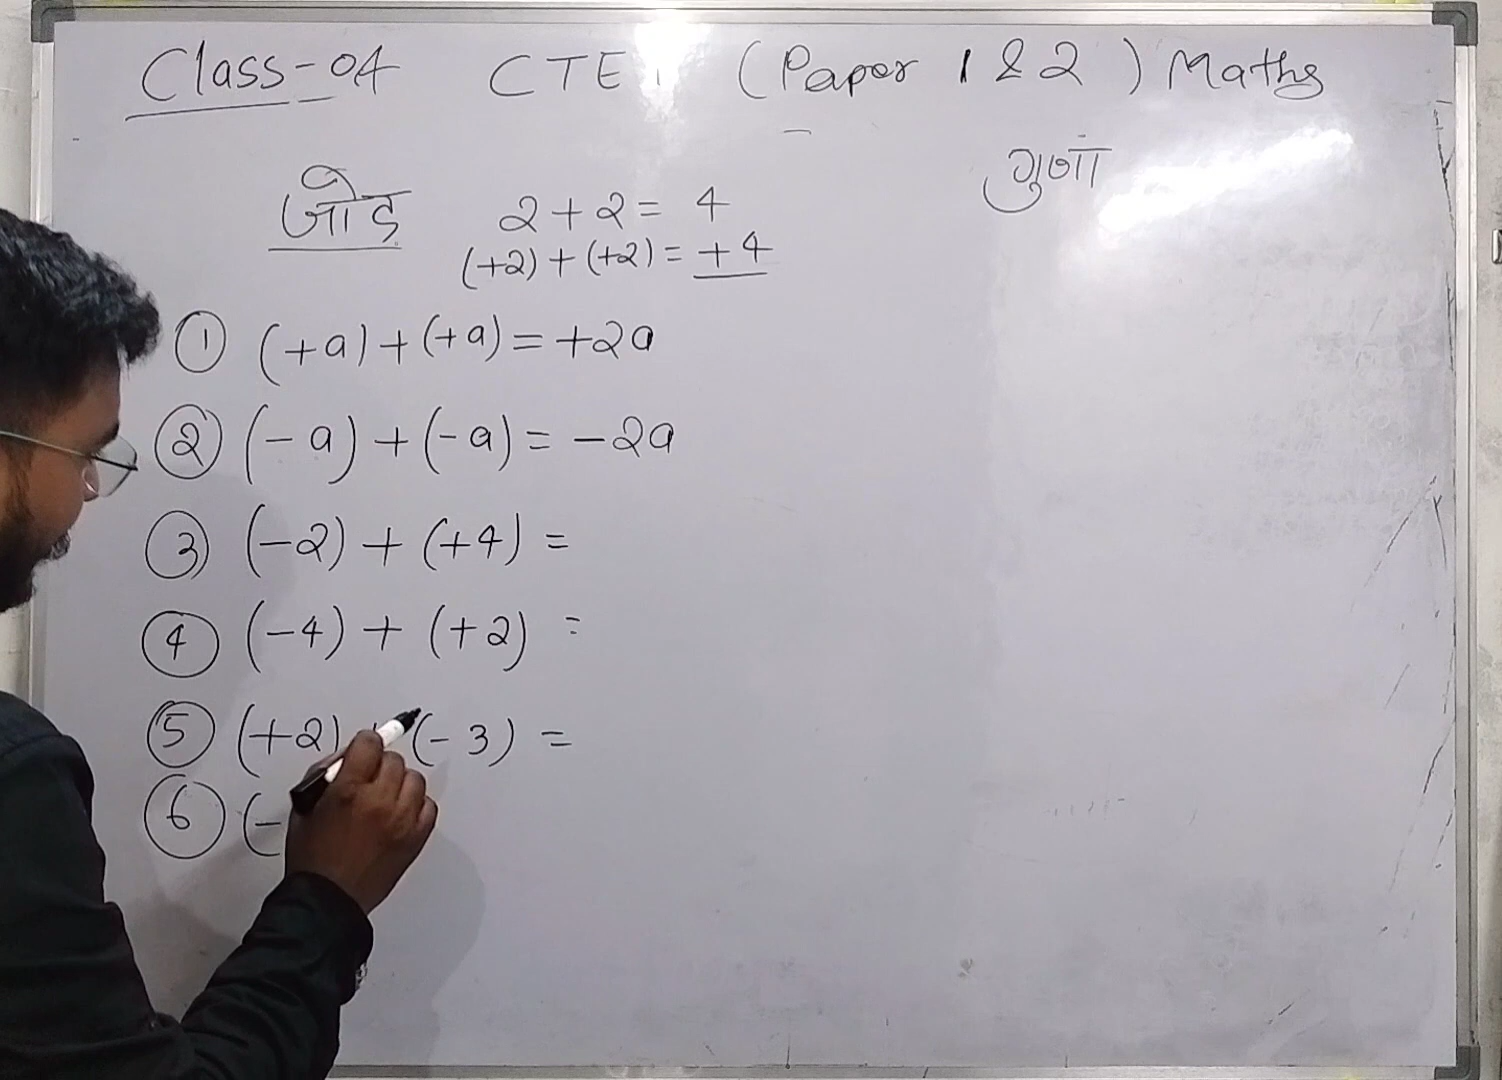 Class-04 CTET (Paper 1 & 2) Maths
गुणा
जोड़ 2+2= 4
(+2)+(+2)=+4
① (+a)+(+a)=+2a
② (-a)+(-a)=-2a
③ (-2)+(+4)=
④ (-4)+(+2)=
⑤ (+2)+(-3)=
⑥ (-